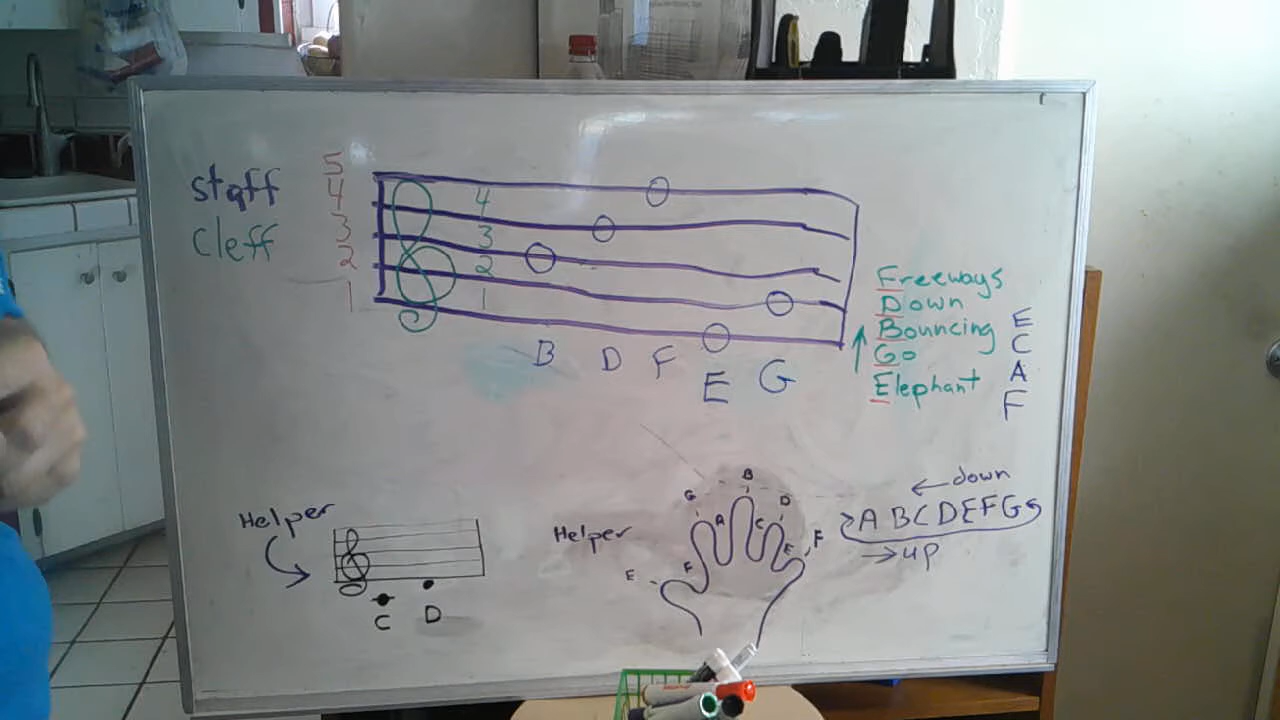 staff
Cleff
5
4
3
2
1
4
3
2
1
B D F E G
Freeways
Down
Bouncing
Go
Elephant
E
C
A
F
Helper
C D
Helper
E G B D F
F A C E
← down
A B C D E F G
→ up